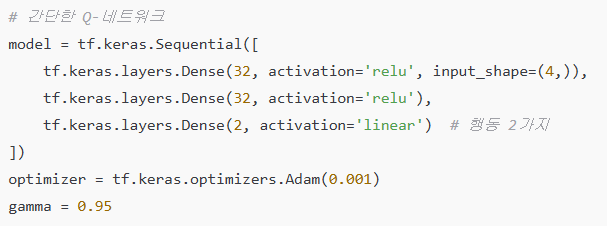 # 간단한 Q-네트워크
model = tf.keras.Sequential([
    tf.keras.layers.Dense(32, activation='relu', input_shape=(4,)),
    tf.keras.layers.Dense(32, activation='relu'),
    tf.keras.layers.Dense(2, activation='linear')  # 행동 2가지
])
optimizer = tf.keras.optimizers.Adam(0.001)
gamma = 0.95